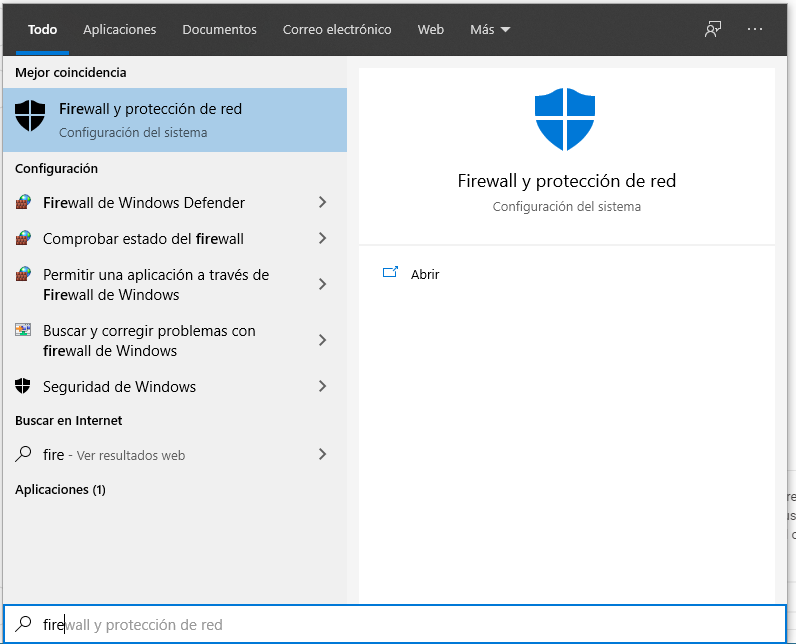 Todo Aplicaciones Documentos Correo electrónico Web Más ...
Mejor coincidencia
Firewall y protección de red
Configuración del sistema
Configuración
Firewall de Windows Defender
Comprobar estado del firewall
Permitir una aplicación a través de
Firewall de Windows
Buscar y corregir problemas con
firewall de Windows
Seguridad de Windows
Buscar en Internet
fire - Ver resultados web
Aplicaciones (1)
Firewall y protección de red
Configuración del sistema
Abrir
firewall y protección de red